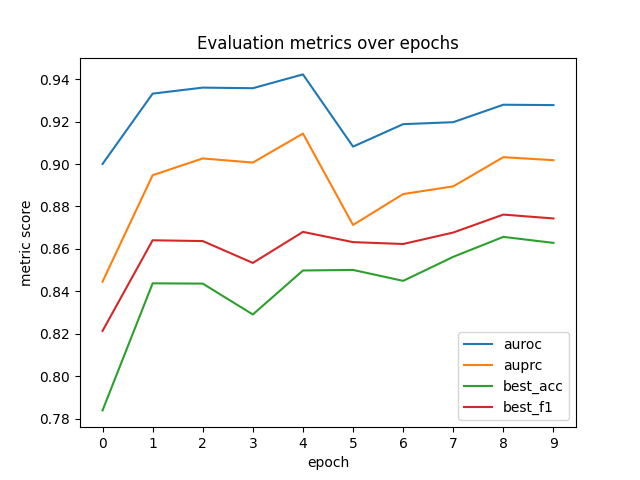 Evaluation metrics over epochs
metric score
0.94
0.92
0.90
0.88
0.86
0.84
0.82
0.80
0.78
auroc
auprc
best_acc
best_f1
0 1 2 3 4 5 6 7 8 9
epoch